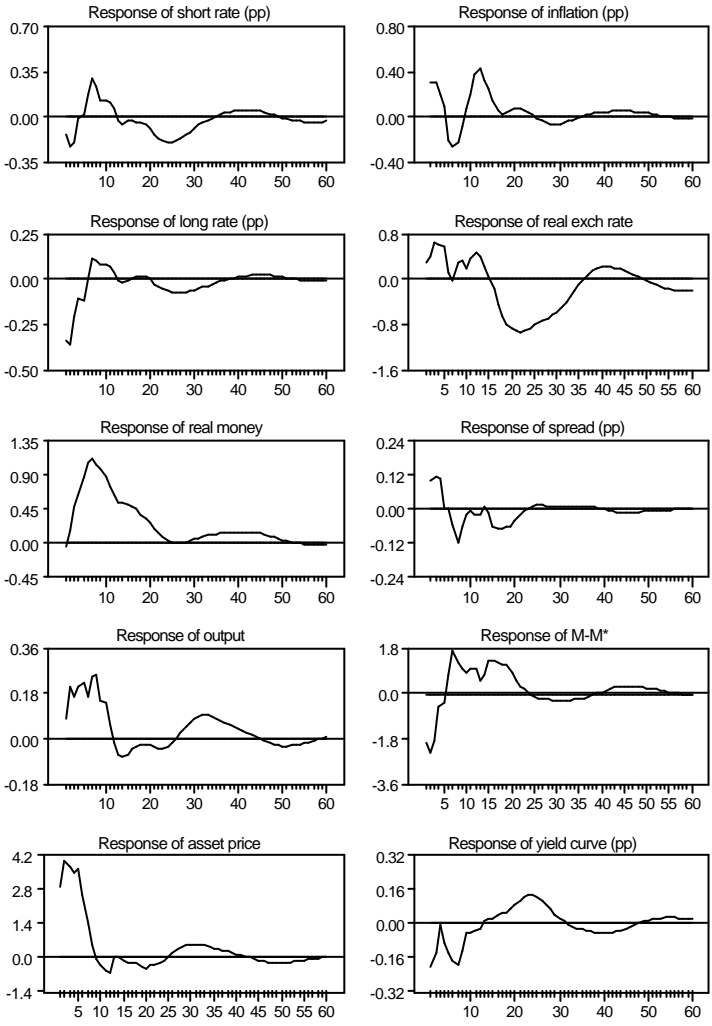 Response of short rate (pp)
0.70
0.35
0.00
-0.35
10 20 30 40 50 60
Response of inflation (pp)
0.80
0.40
0.00
-0.40
10 20 30 40 50 60
Response of long rate (pp)
0.25
0.00
-0.25
-0.50
10 20 30 40 50 60
Response of real exch rate
0.8
0.0
-0.8
-1.6
5 10 15 20 25 30 35 40 45 50 55 60
Response of real money
1.35
0.90
0.45
0.00
-0.45
10 20 30 40 50 60
Response of spread (pp)
0.24
0.12
0.00
-0.12
-0.24
10 20 30 40 50 60
Response of output
0.36
0.18
0.00
-0.18
10 20 30 40 50 60
Response of M-M*
1.8
0.0
-1.8
-3.6
5 10 15 20 25 30 35 40 45 50 55 60
Response of asset price
4.2
2.8
1.4
0.0
-1.4
5 10 15 20 25 30 35 40 45 50 55 60
Response of yield curve (pp)
0.32
0.16
0.00
-0.16
-0.32
10 20 30 40 50 60